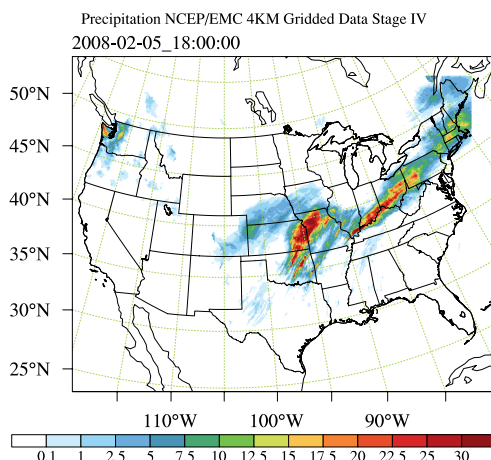 Precipitation NCEP/EMC 4KM Gridded Data Stage IV
2008-02-05_18:00:00
50°N
45°N
40°N
35°N
30°N
25°N
110°W 100°W 90°W
0.1 1 2.5 5 7.5 10 12.5 15 17.5 20 22.5 25 30